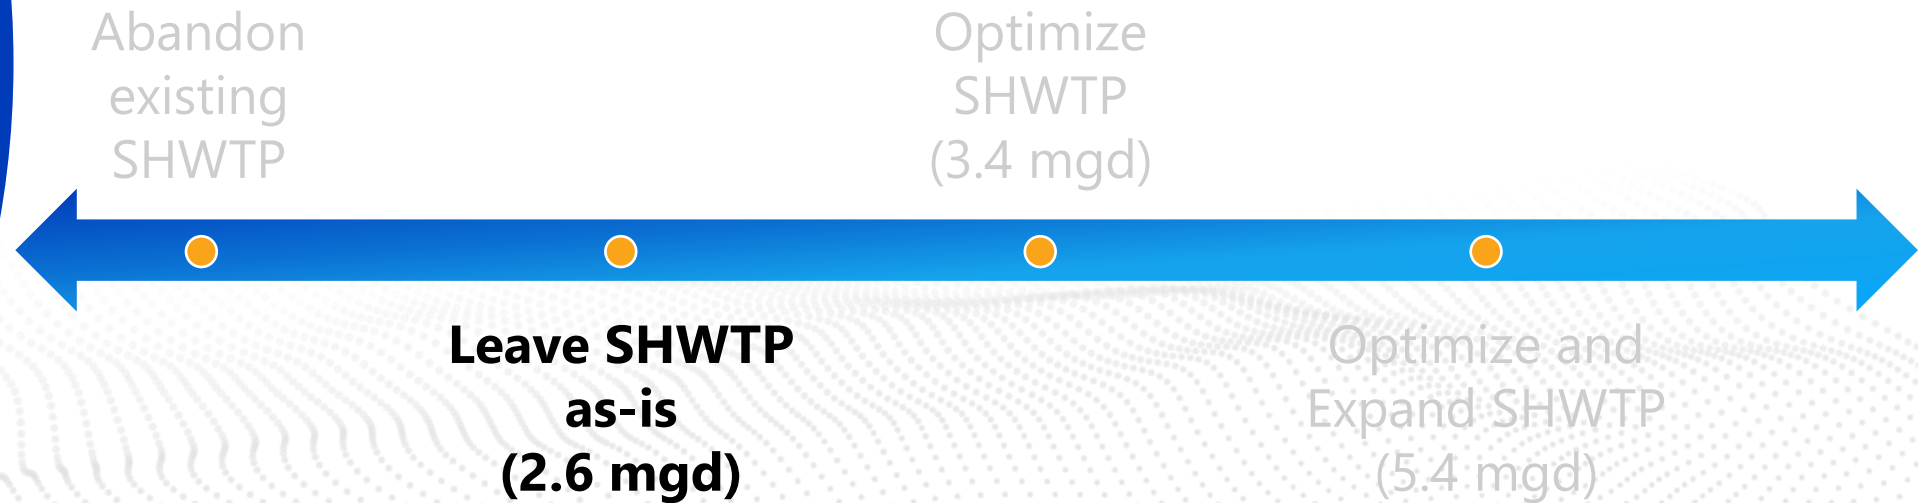 Abandon
existing
SHWTP
Optimize
SHWTP
(3.4 mgd)
Leave SHWTP
as-is
(2.6 mgd)
Optimize and
Expand SHWTP
(5.4 mgd)